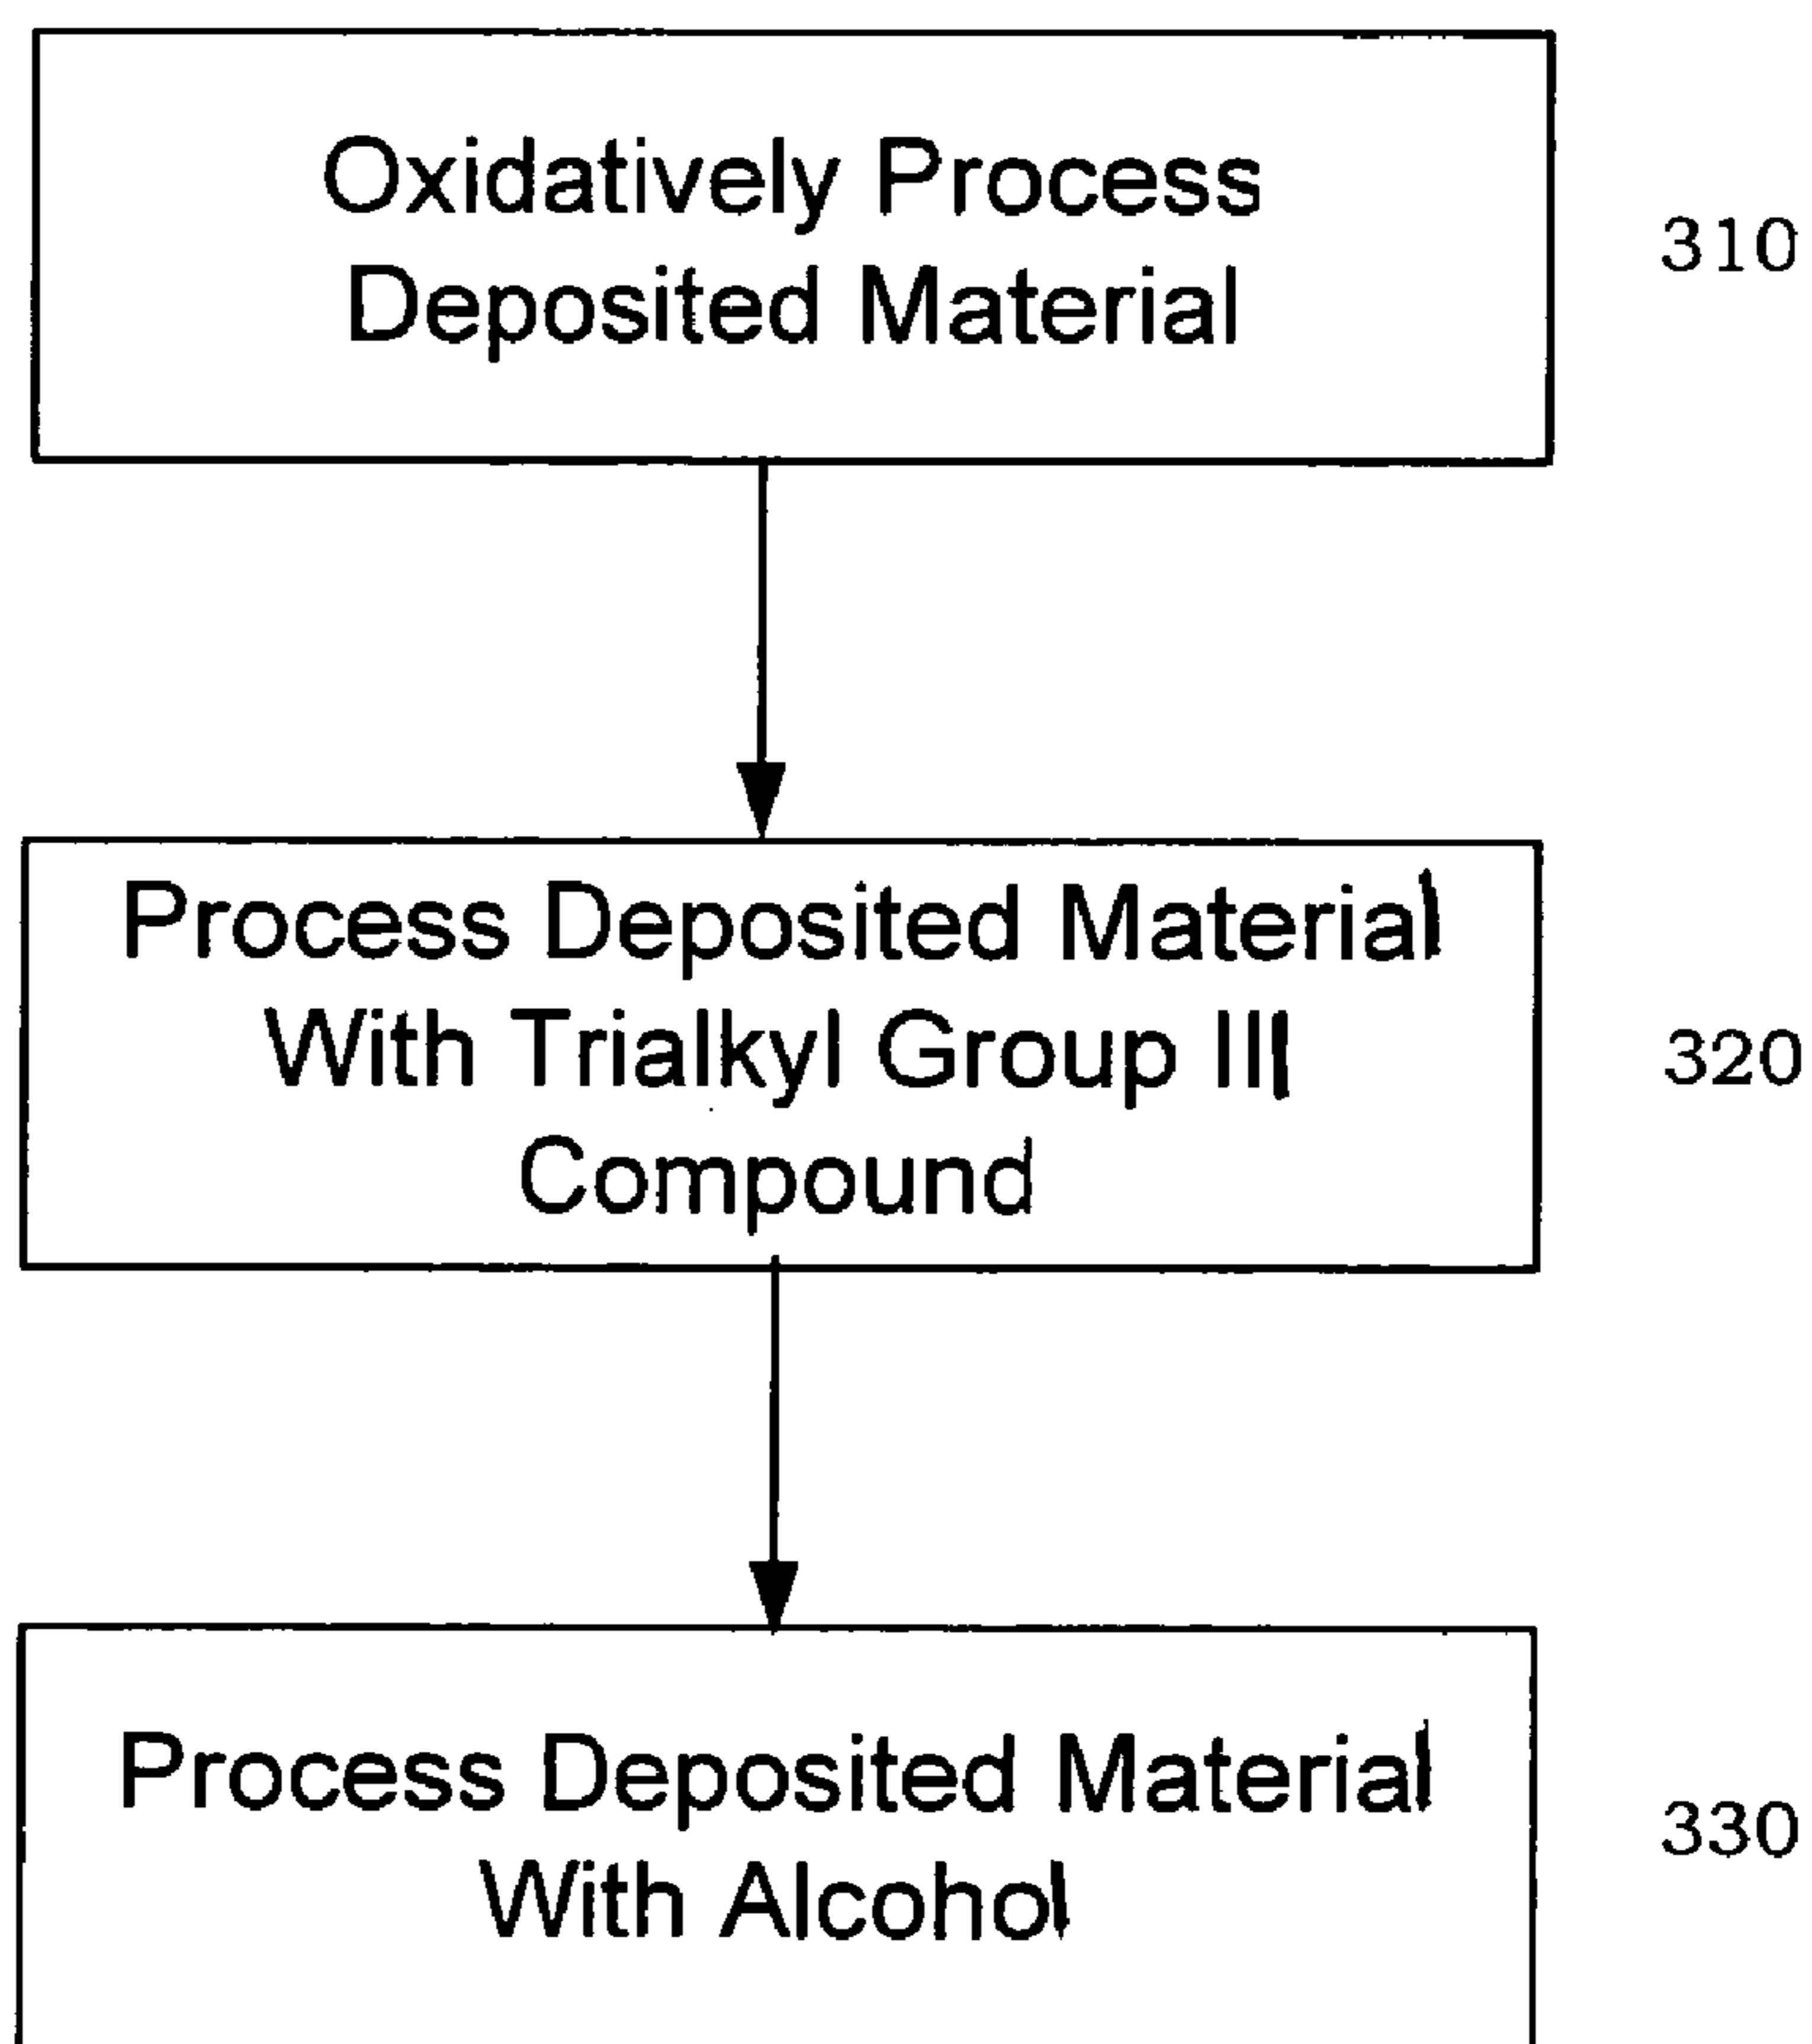 Oxidatively Process
Deposited Material
310
Process Deposited Material
With Trialkyl Group III
Compound
320
Process Deposited Material
With Alcohol
330